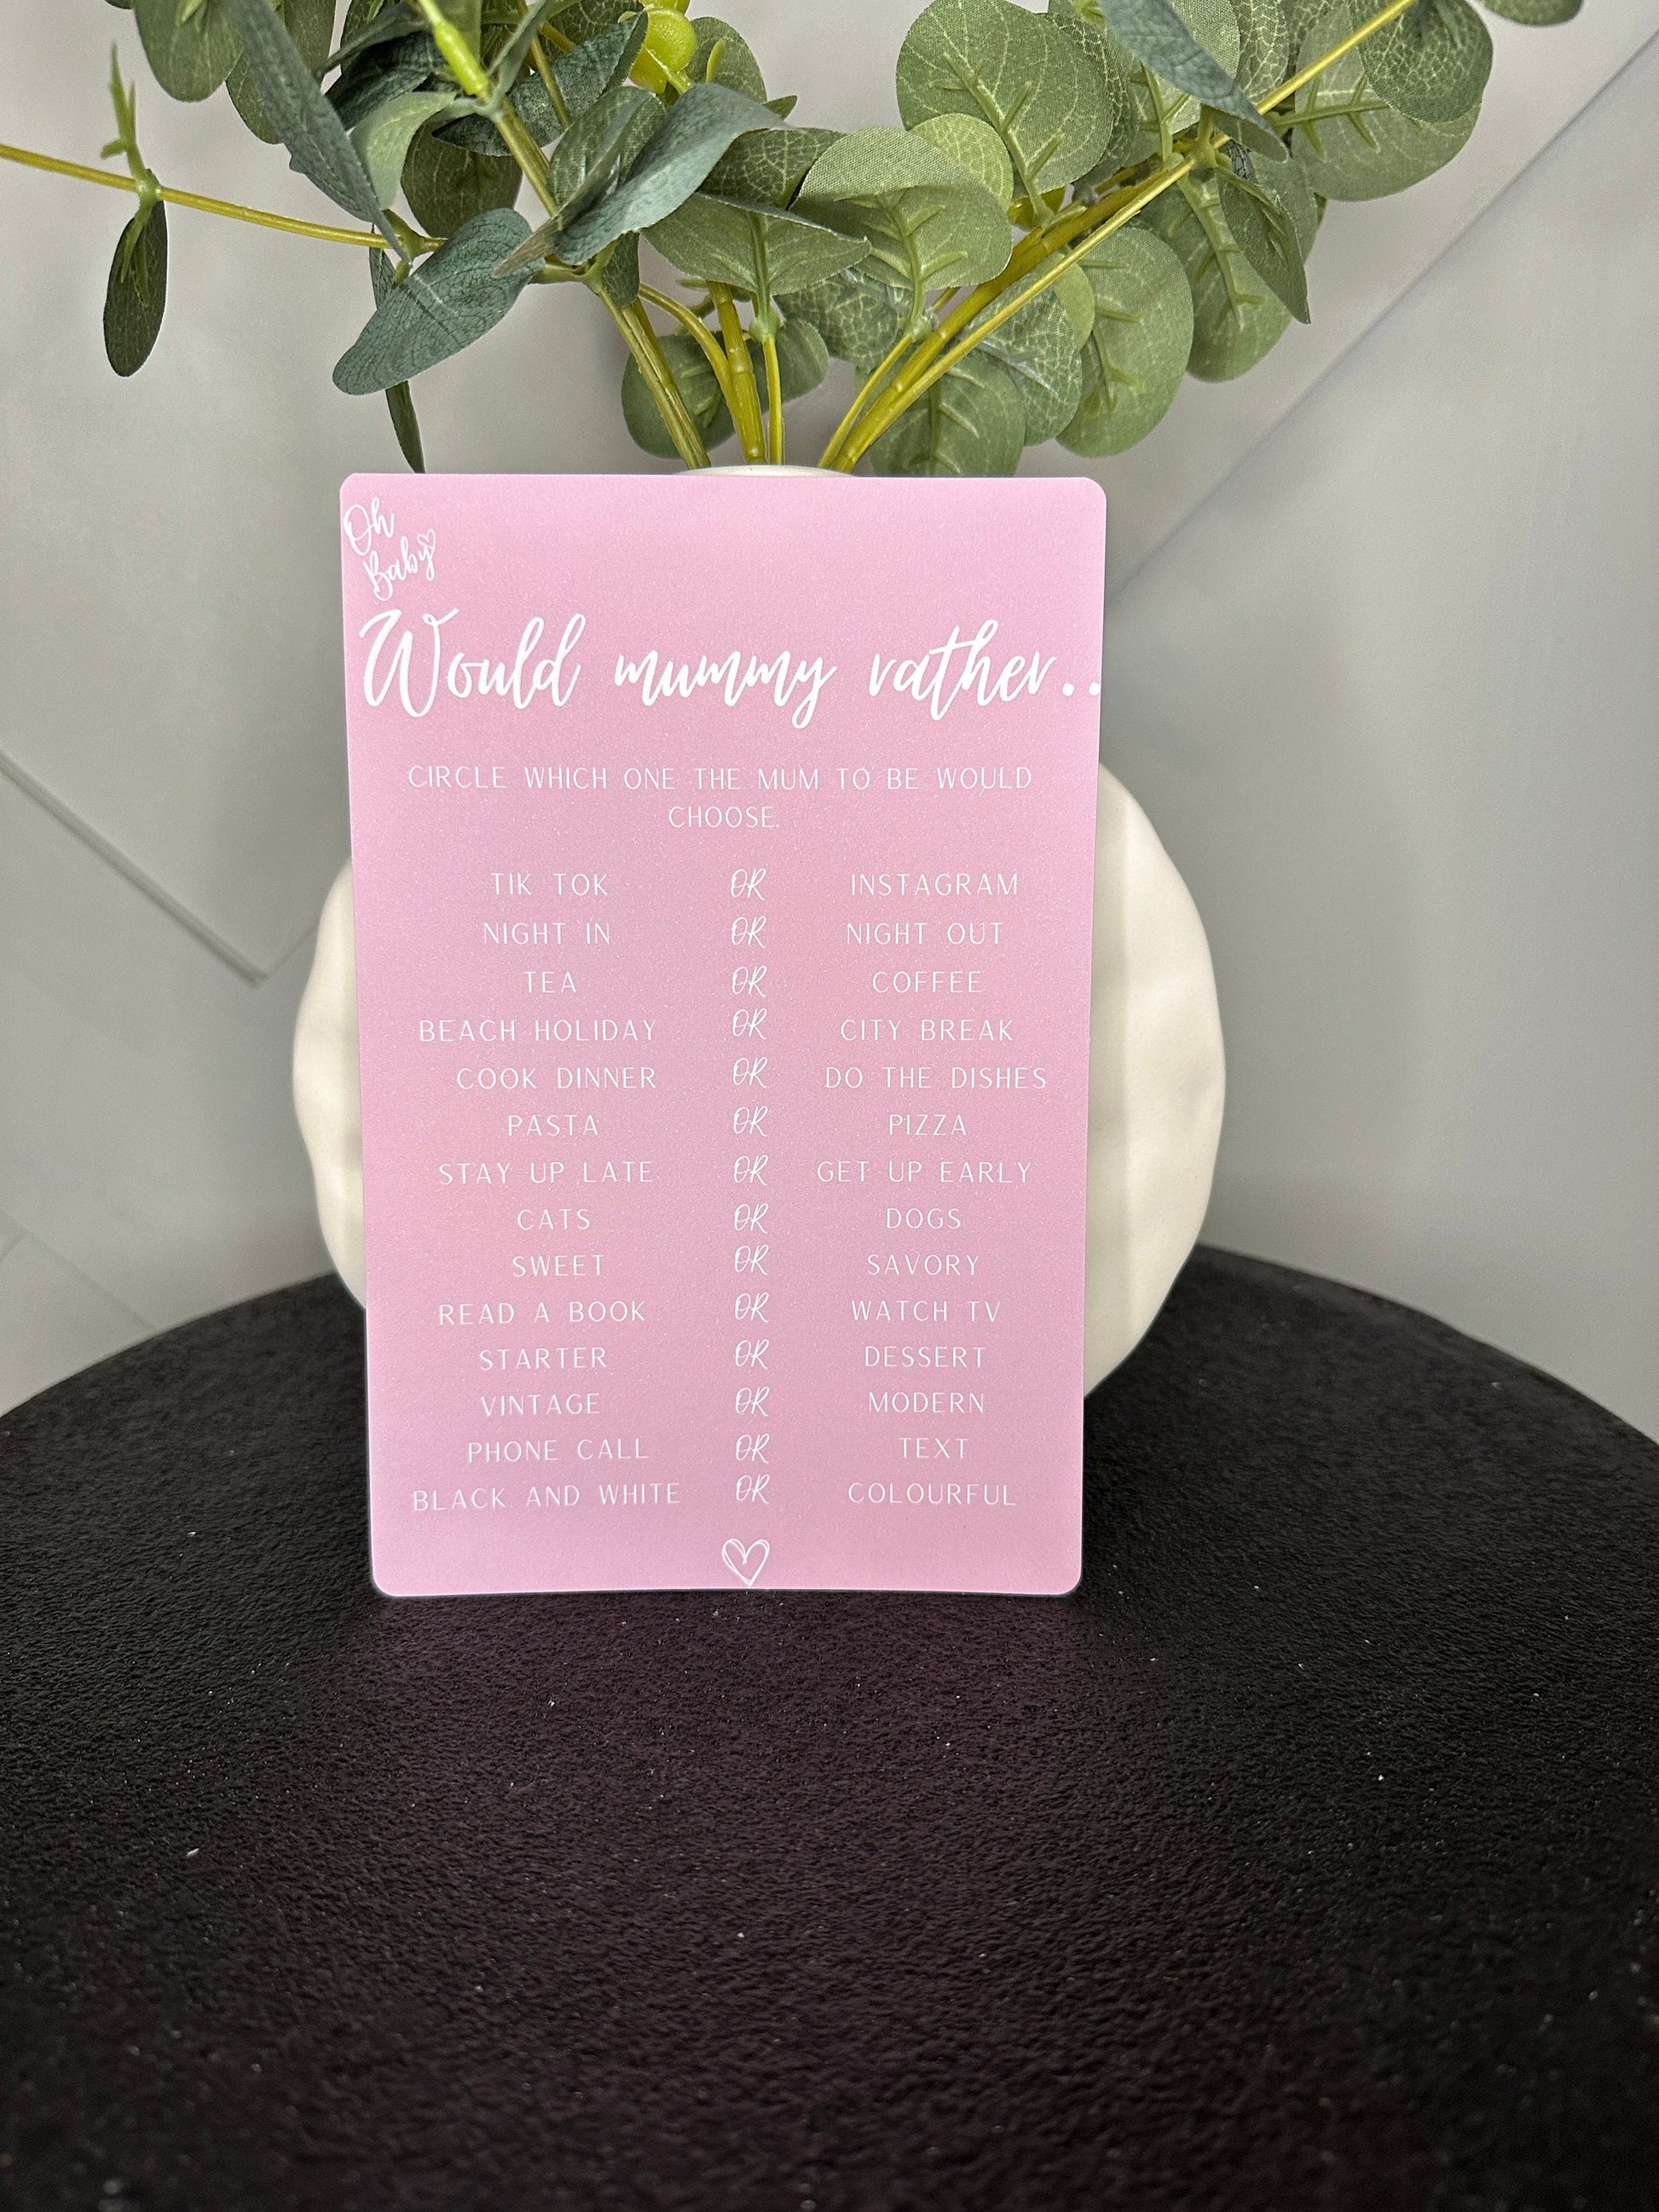 Oh
Baby
Would mummy rather..
CIRCLE WHICH ONE THE MUM TO BE WOULD
CHOOSE.
TIK TOK OR INSTAGRAM
NIGHT IN OR NIGHT OUT
TEA OR COFFEE
BEACH HOLIDAY OR CITY BREAK
COOK DINNER OR DO THE DISHES
PASTA OR PIZZA
STAY UP LATE OR GET UP EARLY
CATS OR DOGS
SWEET OR SAVORY
READ A BOOK OR WATCH TV
STARTER OR DESSERT
VINTAGE OR MODERN
PHONE CALL OR TEXT
BLACK AND WHITE OR COLOURFUL